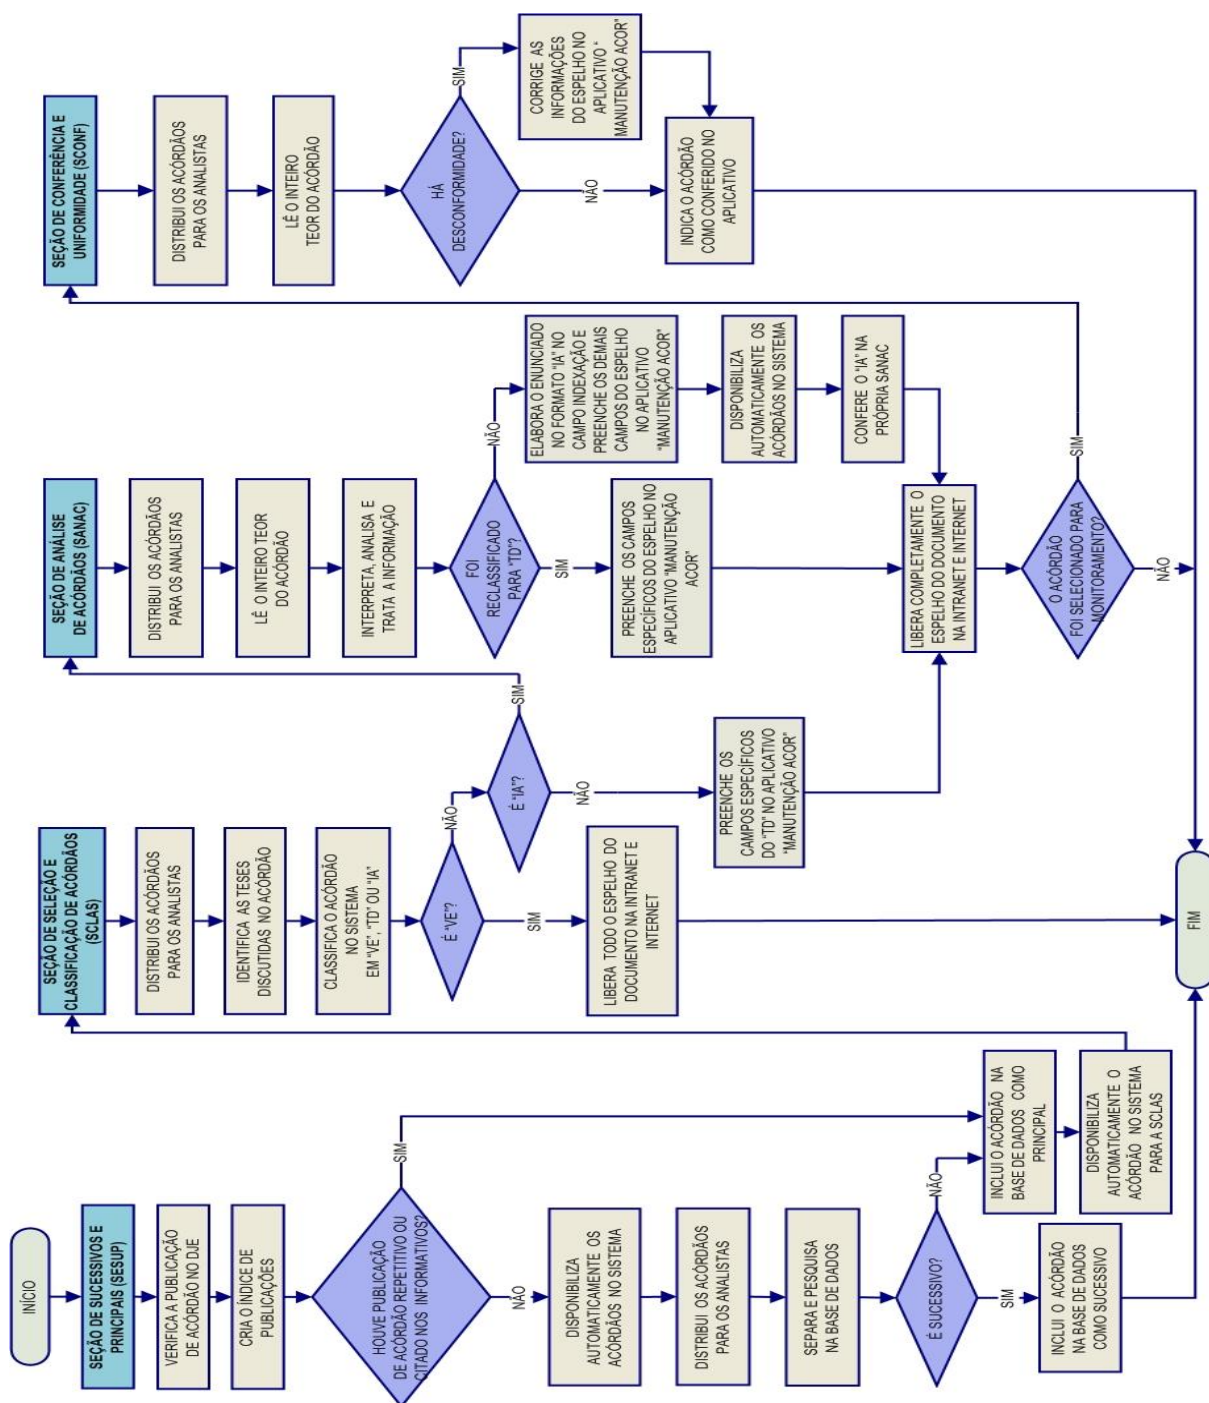 INÍCIO
SEÇÃO DE SUCESSIVOS E
PRINCIPAIS (SESUP)
VERIFICA A PUBLICAÇÃO
DE ACÓRDÃO NO DJE
CRIA O ÍNDICE DE
PUBLICAÇÕES
HOUVE PUBLICAÇÃO
DE ACÓRDÃO REPETITIVO OU
CITADO NOS INFORMATIVOS?
SIM
NÃO
DISPONIBILIZA
AUTOMATICAMENTE OS
ACÓRDÃOS NO SISTEMA
DISTRIBUI OS ACÓRDÃOS
PARA OS ANALISTAS
SEPARA E PESQUISA
NA BASE DE DADOS
É SUCESSIVO?
NÃO
SIM
INCLUI O ACÓRDÃO
NA BASE DE DADOS
COMO SUCESSIVO
INCLUI O ACÓRDÃO NA
BASE DE DADOS COMO
PRINCIPAL
DISPONIBILIZA
AUTOMATICAMENTE O
ACÓRDÃO NO SISTEMA
PARA A SCLAS
SEÇÃO DE SELEÇÃO E
CLASSIFICAÇÃO DE ACÓRDÃOS
(SCLAS)
DISTRIBUI OS ACÓRDÃOS
PARA OS ANALISTAS
IDENTIFICA AS TESES
DISCUTIDAS NO ACÓRDÃO
CLASSIFICA O ACÓRDÃO
NO SISTEMA
EM “VE”, “TD” OU “IA”
É “VE”?
NÃO
SIM
LIBERA TODO O ESPELHO DO
DOCUMENTO NA INTRANET E
INTERNET
É “IA”?
SIM
NÃO
PREENCHE OS
CAMPOS ESPECÍFICOS
DO “TD” NO APLICATIVO
“MANUTENÇÃO ACOR”
SEÇÃO DE ANÁLISE
DE ACÓRDÃOS (SANAC)
DISTRIBUI OS ACÓRDÃOS
PARA OS ANALISTAS
LÊ O INTEIRO TEOR
DO ACÓRDÃO
INTERPRETA, ANALISA E
TRATA A INFORMAÇÃO
FOI
RECLASSIFICADO
PARA “TD”?
NÃO
SIM
PREENCHE OS CAMPOS
ESPECÍFICOS DO ESPELHO NO
APLICATIVO “MANUTENÇÃO
ACOR”
ELABORA O ENUNCIADO
NO FORMATO “IA” NO
CAMPO INDEXAÇÃO E
PREENCHE OS DEMAIS
CAMPOS DO ESPELHO
NO APLICATIVO
“MANUTENÇÃO ACOR”
DISPONIBILIZA
AUTOMATICAMENTE OS
ACÓRDÃOS NO SISTEMA
CONFERE O “IA” NA
PRÓPRIA SANAC
LIBERA COMPLETAMENTE O
ESPELHO DO DOCUMENTO
NA INTRANET E INTERNET
O ACÓRDÃO
FOI SELECIONADO PARA
MONITORAMENTO?
SIM
NÃO
SEÇÃO DE CONFERÊNCIA E
UNIFORMIDADE (SCONF)
DISTRIBUI OS ACÓRDÃOS
PARA OS ANALISTAS
LÊ O INTEIRO
TEOR DO ACÓRDÃO
HÁ
DESCONFORMIDADE?
SIM
NÃO
CORRIGE AS
INFORMAÇÕES
DO ESPELHO NO
APLICATIVO “
MANUTENÇÃO ACOR”
INDICA O ACÓRDÃO
COMO CONFERIDO NO
APLICATIVO
FIM